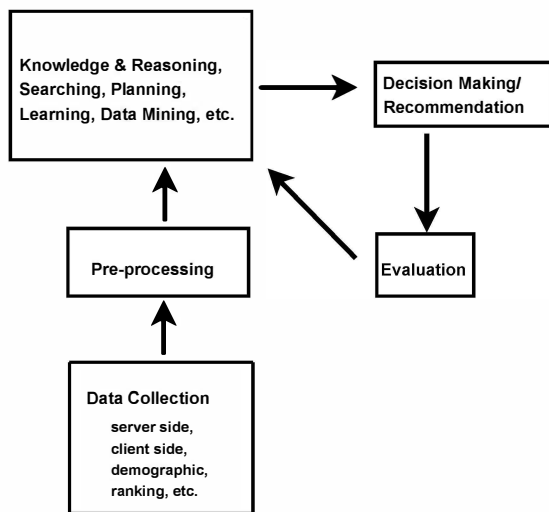 Knowledge & Reasoning,
Searching, Planning,
Learning, Data Mining, etc.
Decision Making/
Recommendation
Pre-processing
Evaluation
Data Collection
server side,
client side,
demographic,
ranking, etc.